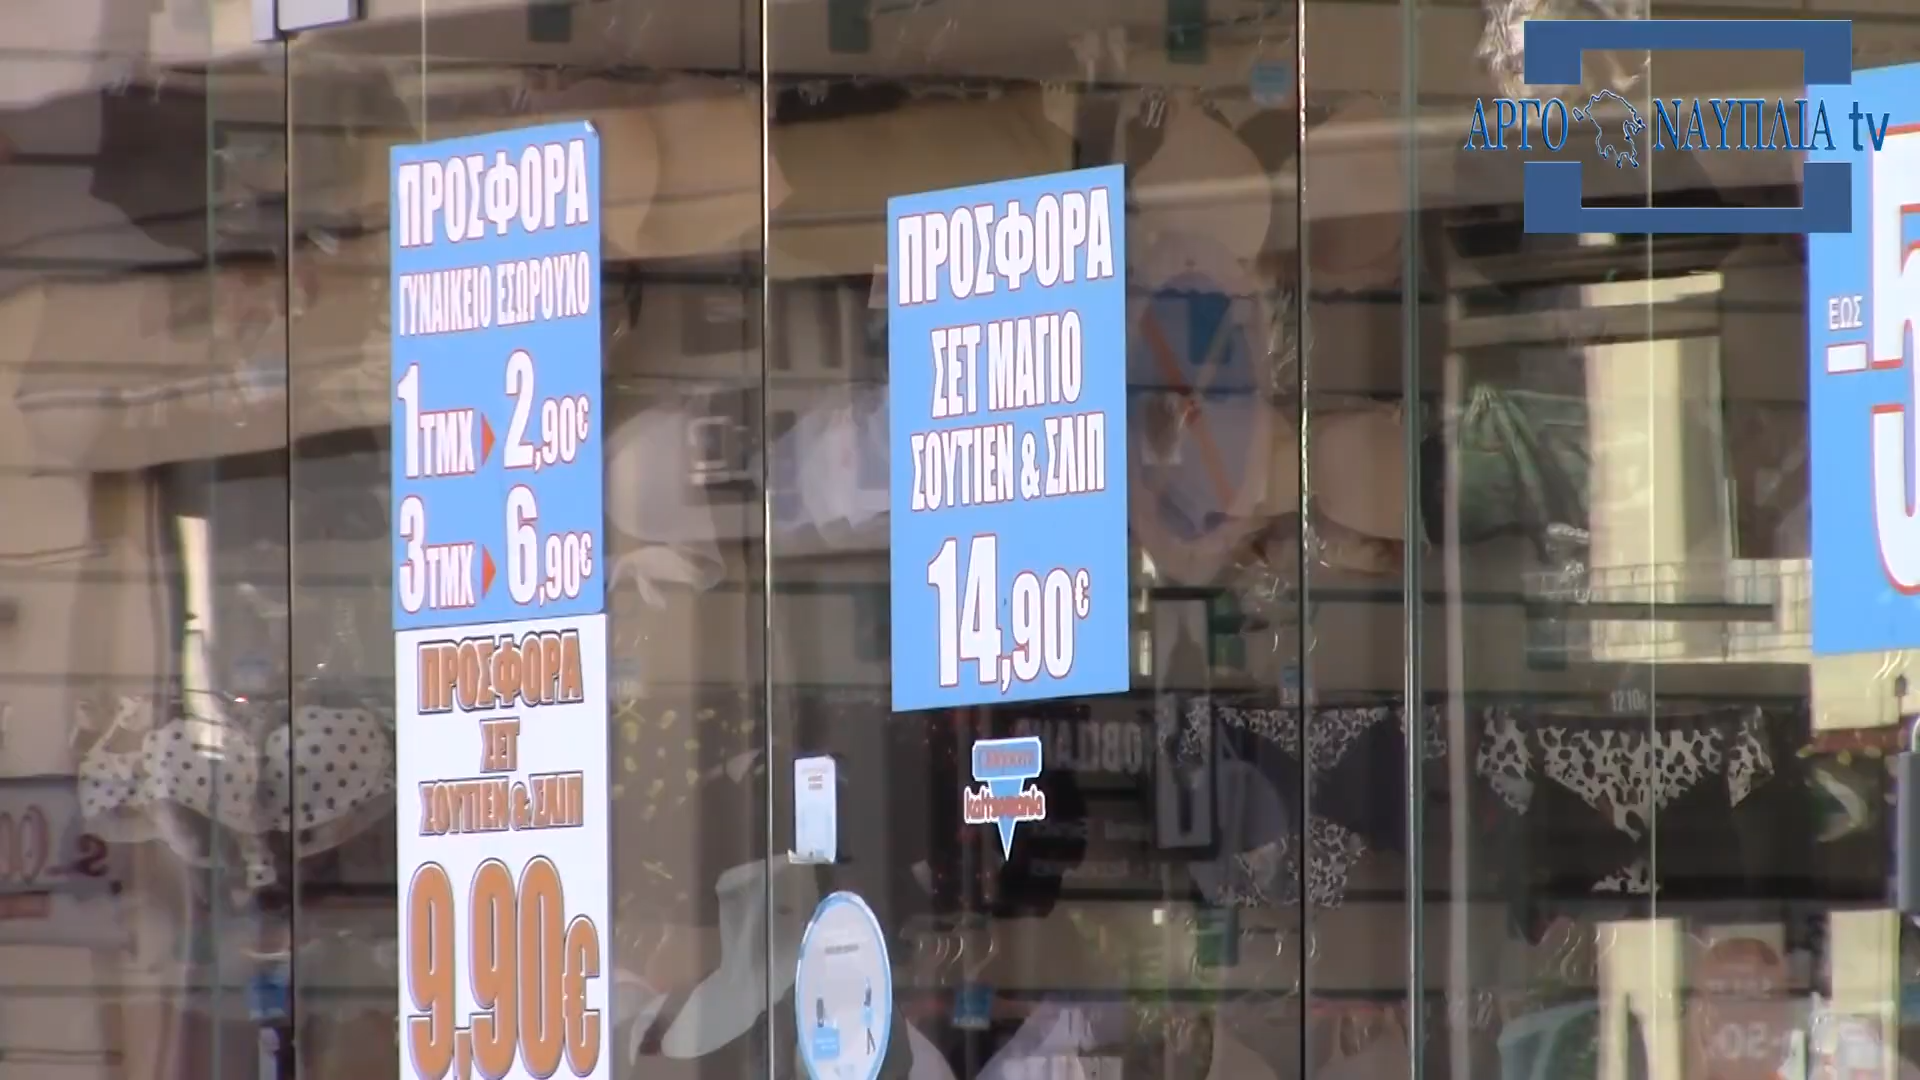 ΠΡΟΣΦΟΡΑ
ΓΥΝΑΙΚΕΙΟ ΕΣΩΡΟΥΧΟ
1ΤΜΧ 2,90€
3ΤΜΧ 6,90€
ΠΡΟΣΦΟΡΑ
ΣΕΤ
ΣΟΥΤΙΕΝ & ΣΛΙΠ
9,90€
ΠΡΟΣΦΟΡΑ
ΣΕΤ ΜΑΓΙΟ
ΣΟΥΤΙΕΝ & ΣΛΙΠ
14,90€
ΑΡΓΟ ΝΑΥΠΛΙΑ tv
ΕΩΣ
-5